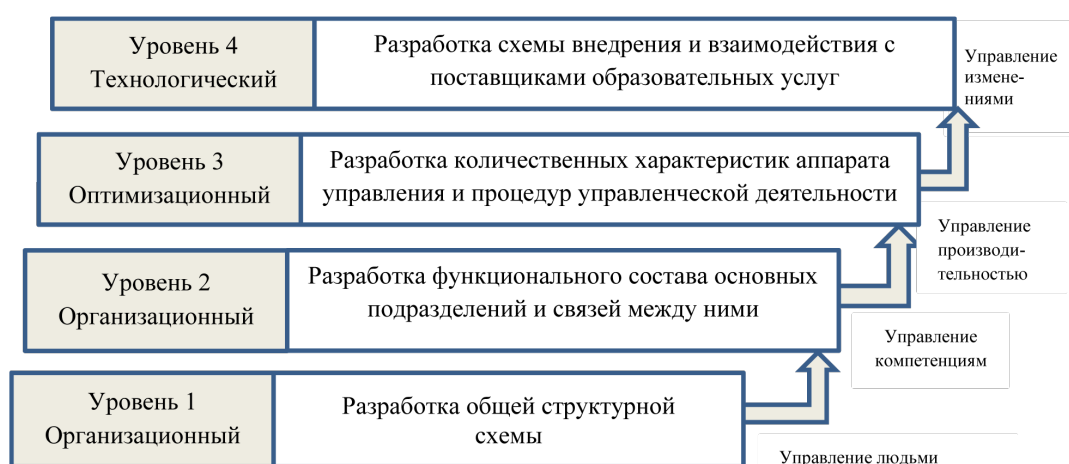 Уровень 4
Технологический
Разработка схемы внедрения и взаимодействия с
поставщиками образовательных услуг
Управление
измене-
ниями
Уровень 3
Оптимизационный
Разработка количественных характеристик аппарата
управления и процедур управленческой деятельности
Управление
производи-
тельностью
Уровень 2
Организационный
Разработка функционального состава основных
подразделений и связей между ними
Управление
компетенциям
Уровень 1
Организационный
Разработка общей структурной
схемы
Управление людьми